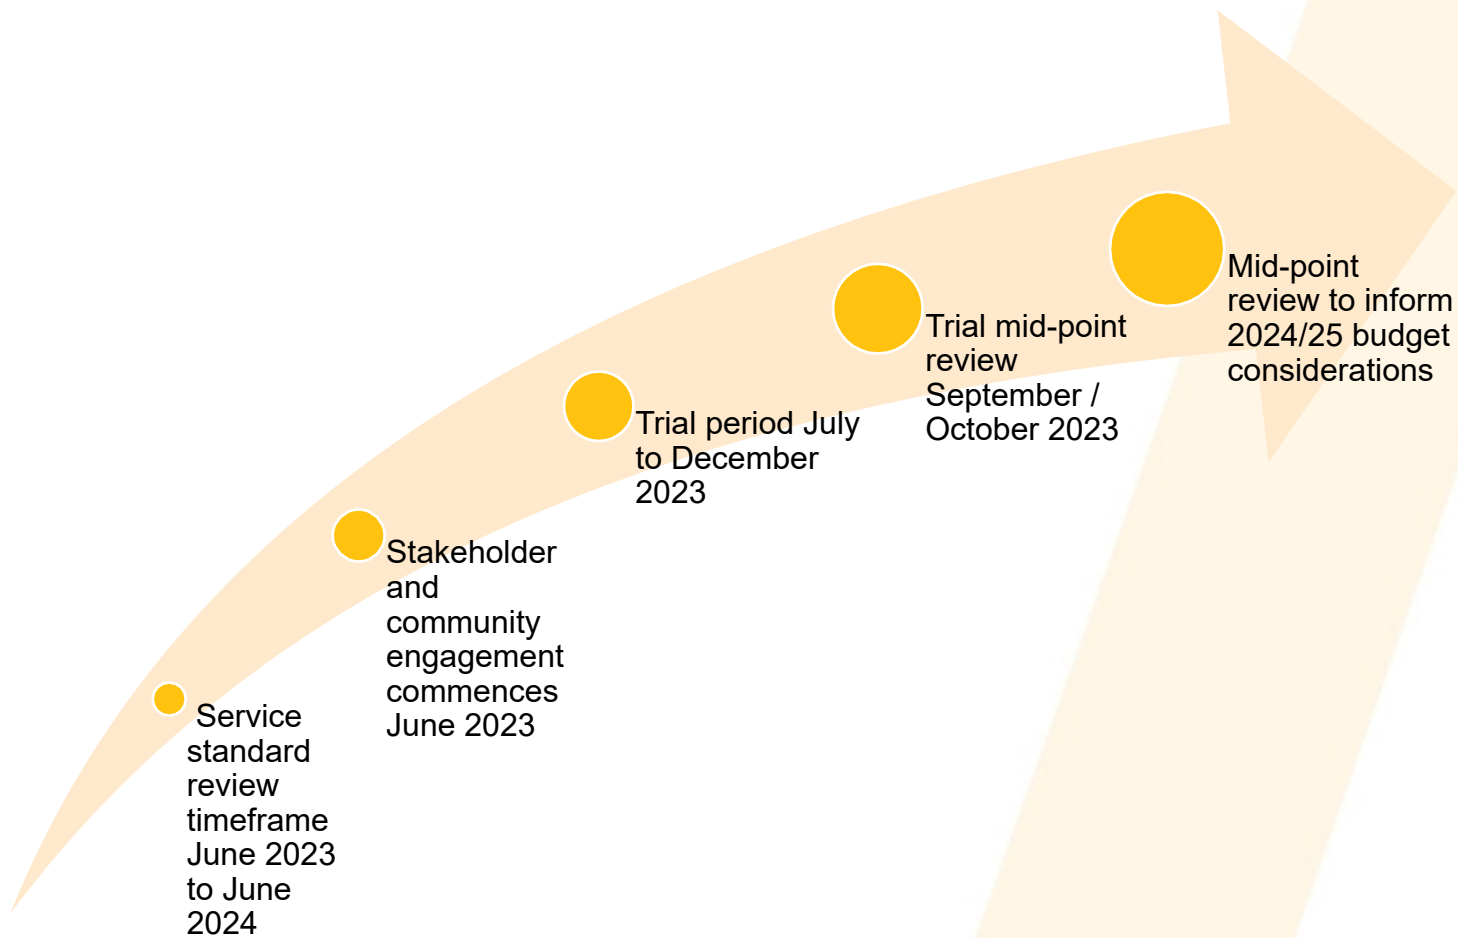 Service
standard
review
timeframe
June 2023
to June
2024
Stakeholder
and
community
engagement
commences
June 2023
Trial period July
to December
2023
Trial mid-point
review
September /
October 2023
Mid-point
review to inform
2024/25 budget
considerations